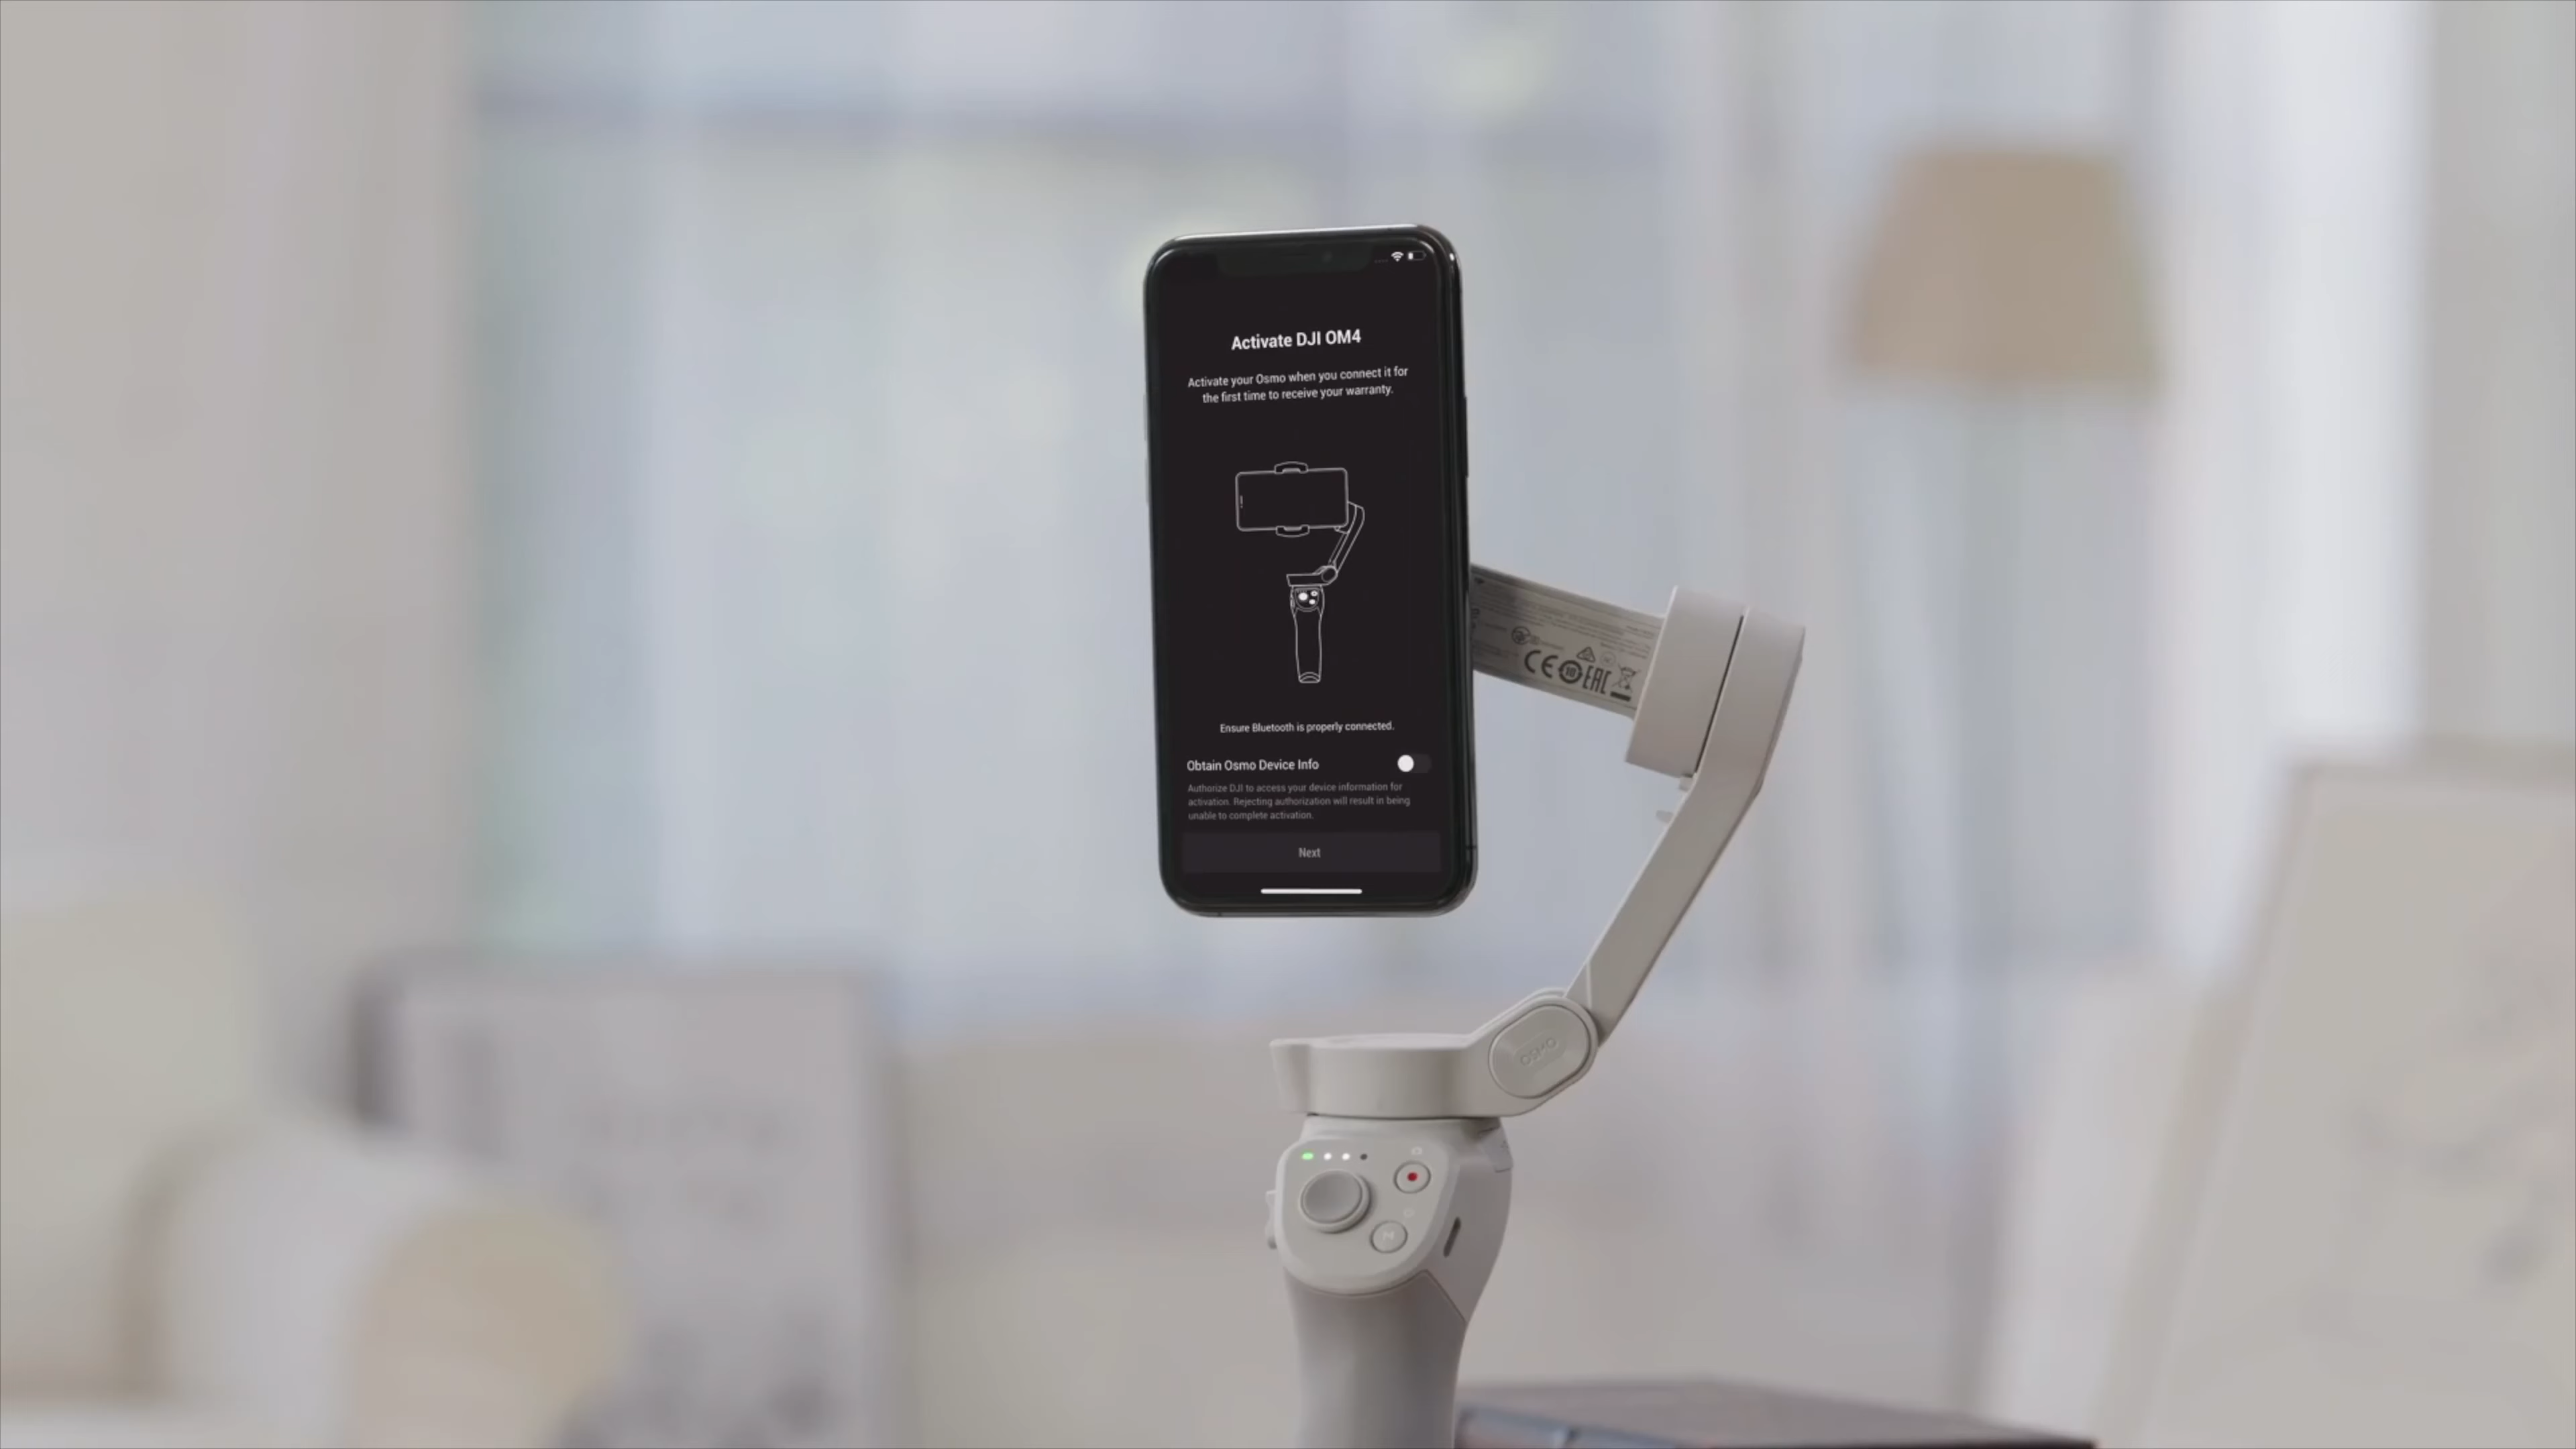 Activate DJI OM4
Activate your Osmo when you connect it for
the first time to receive your warranty.
Ensure Bluetooth is properly connected.
Obtain Osmo Device Info
Authorize DJI to access your device information for
activation. Rejecting authorization will result in being
unable to complete activation.
Next
CE 10 EAC
OSMO
M